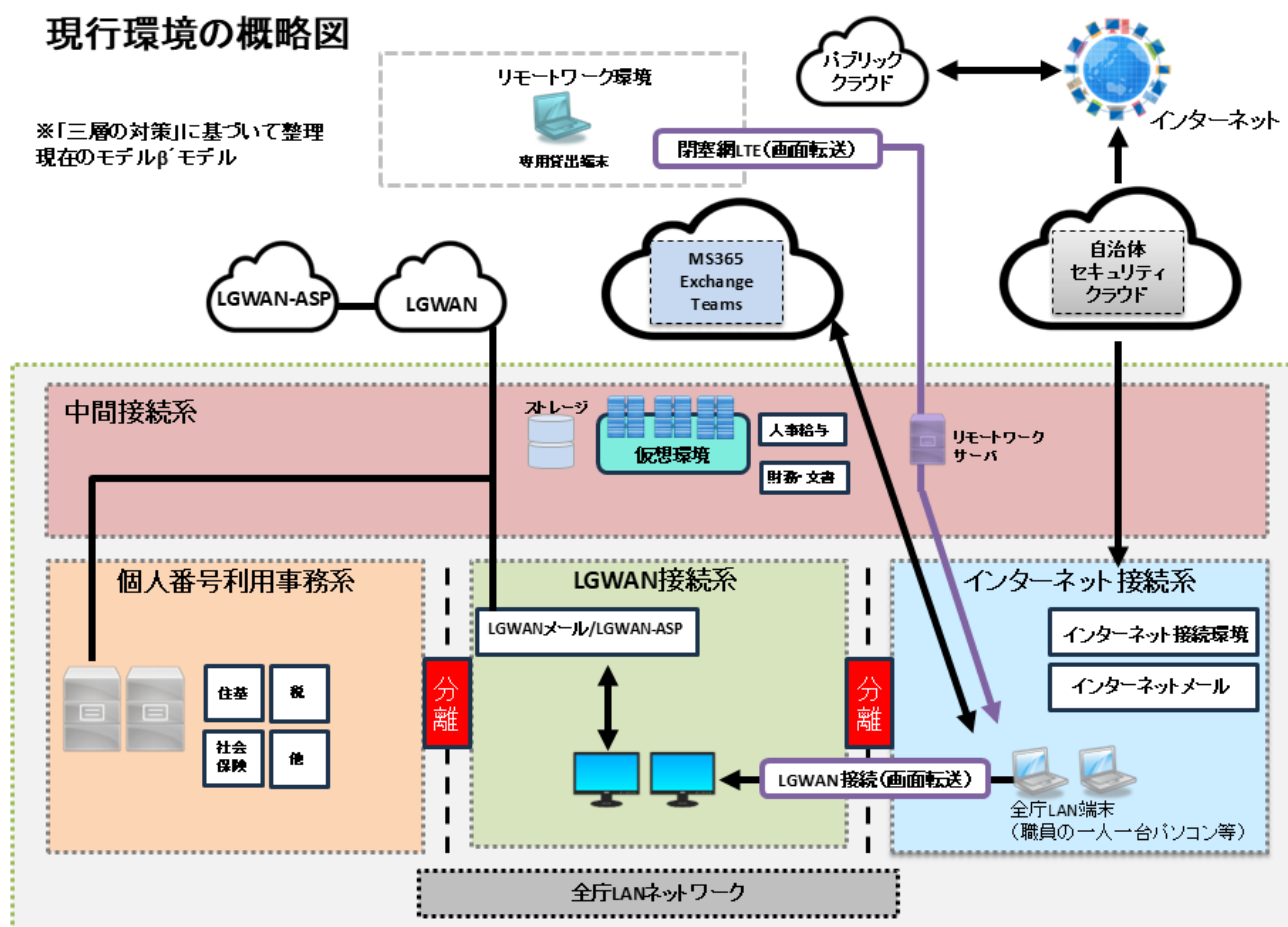 現行環境の概略図
※「三層の対策」に基づいて整理
現在のモデルβ´モデル
リモートワーク環境
専用貸出端末
閉塞網LTE(画面転送)
パブリック
クラウド
インターネット
LGWAN-ASP
LGWAN
MS365
Exchange
Teams
自治体
セキュリティ
クラウド
中間接続系
ストレージ
仮想環境
人事給与
財務・文書
リモートワーク
サーバ
個人番号利用事務系
住基
税
社会
保険
他
分離
LGWAN接続系
LGWANメール/LGWAN-ASP
分離
LGWAN接続(画面転送)
インターネット接続系
インターネット接続環境
インターネットメール
全庁LAN端末
(職員の一人一台パソコン等)
全庁LANネットワーク